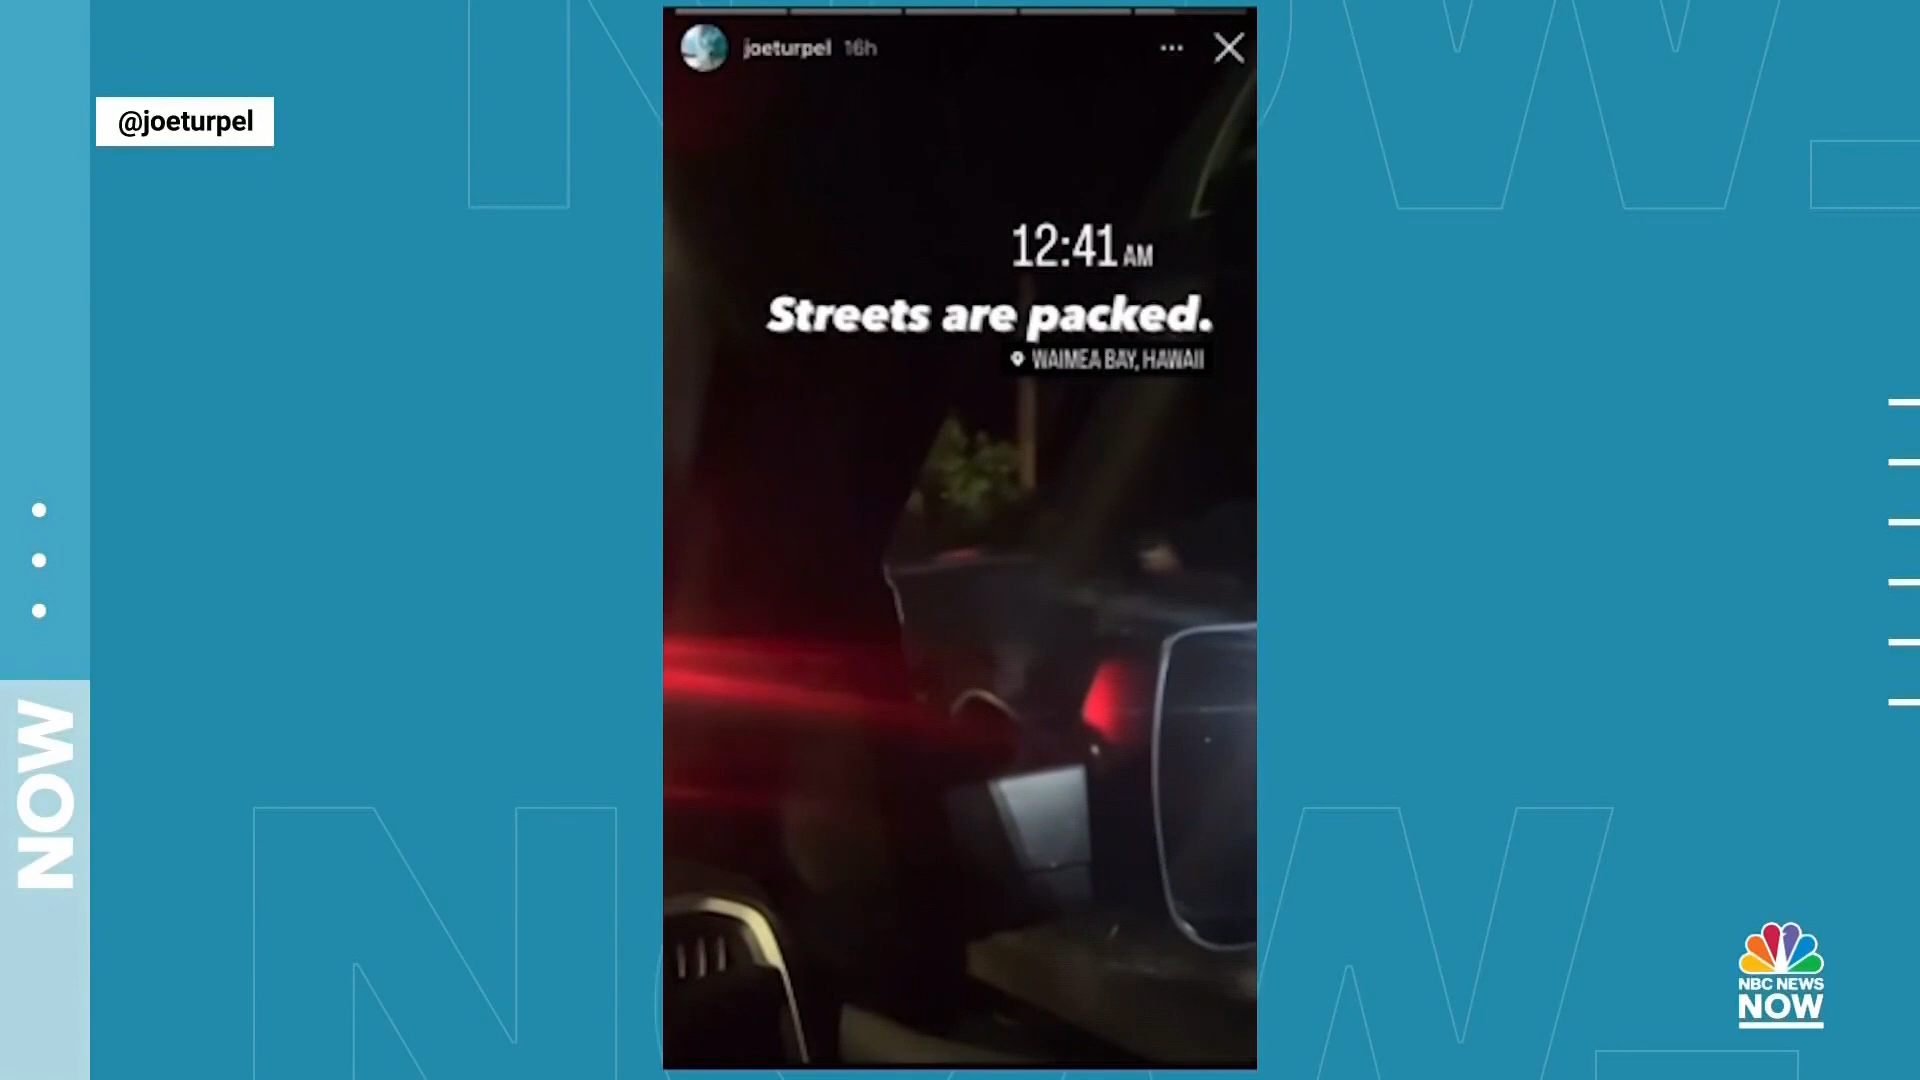 joeturpel 16h
@joeturpel
12:41 AM
Streets are packed.
WAIMEA BAY, HAWAII
NOW
NBC NEWS
NOW